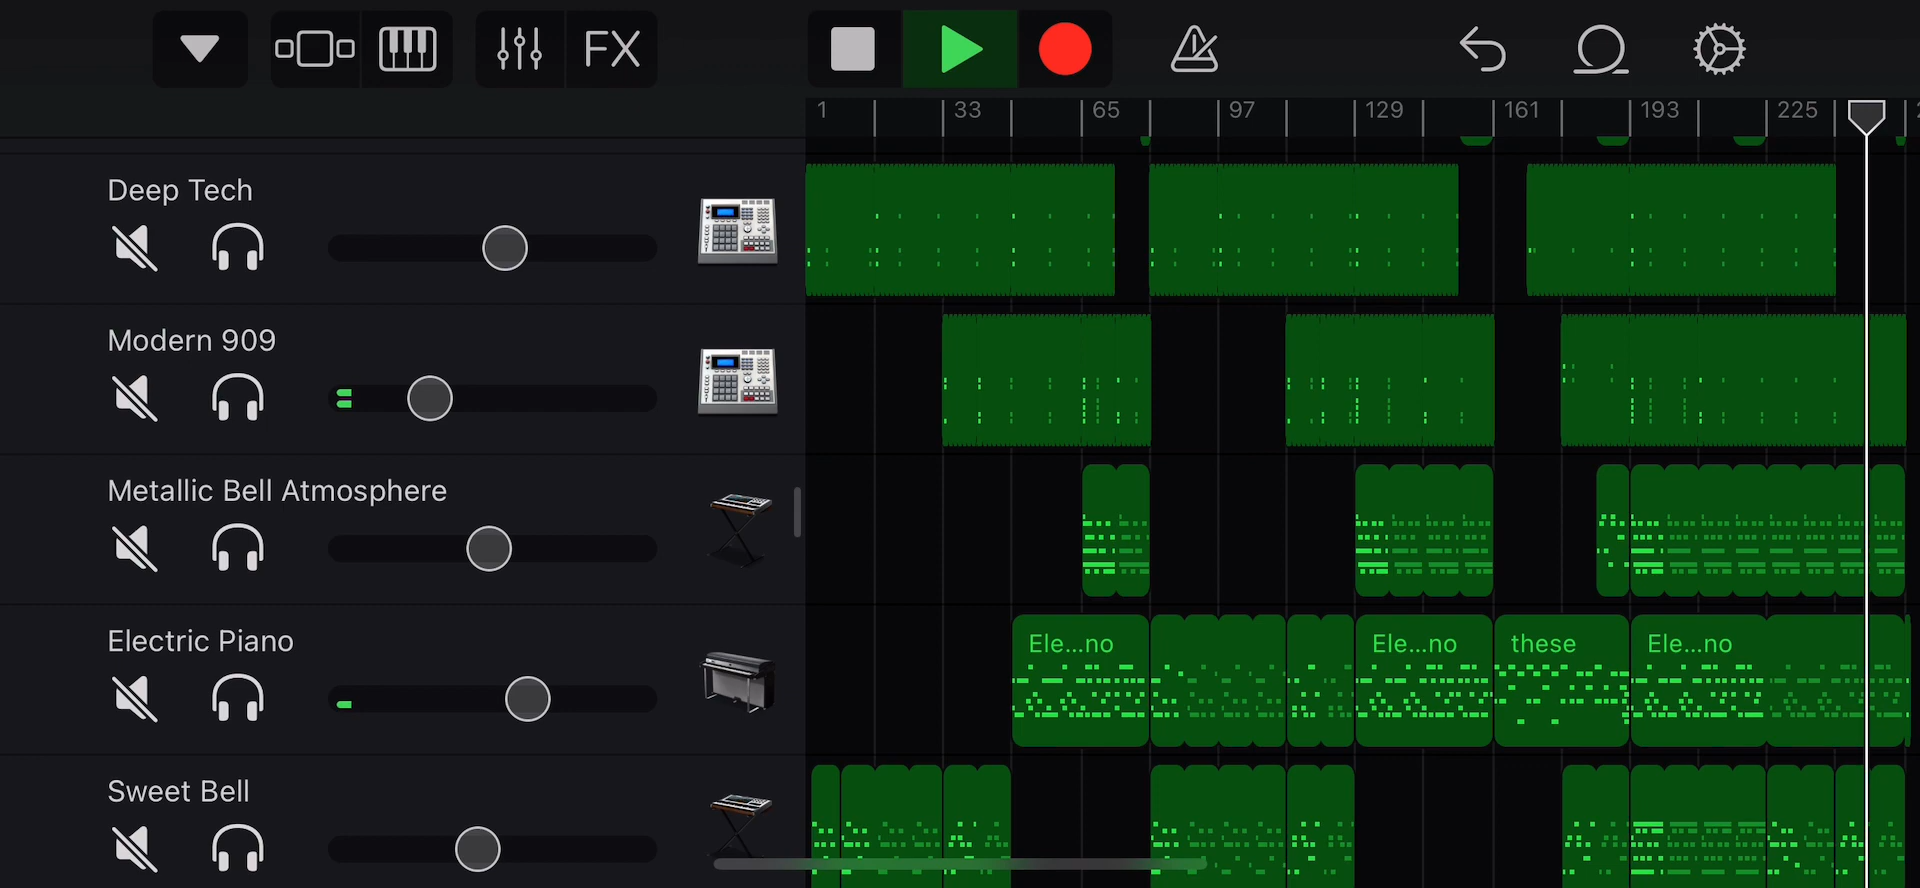 FX
1 33 65 97 129 161 193 225
Deep Tech
Modern 909
Metallic Bell Atmosphere
Electric Piano
Ele...no Ele...no these Ele...no
Sweet Bell